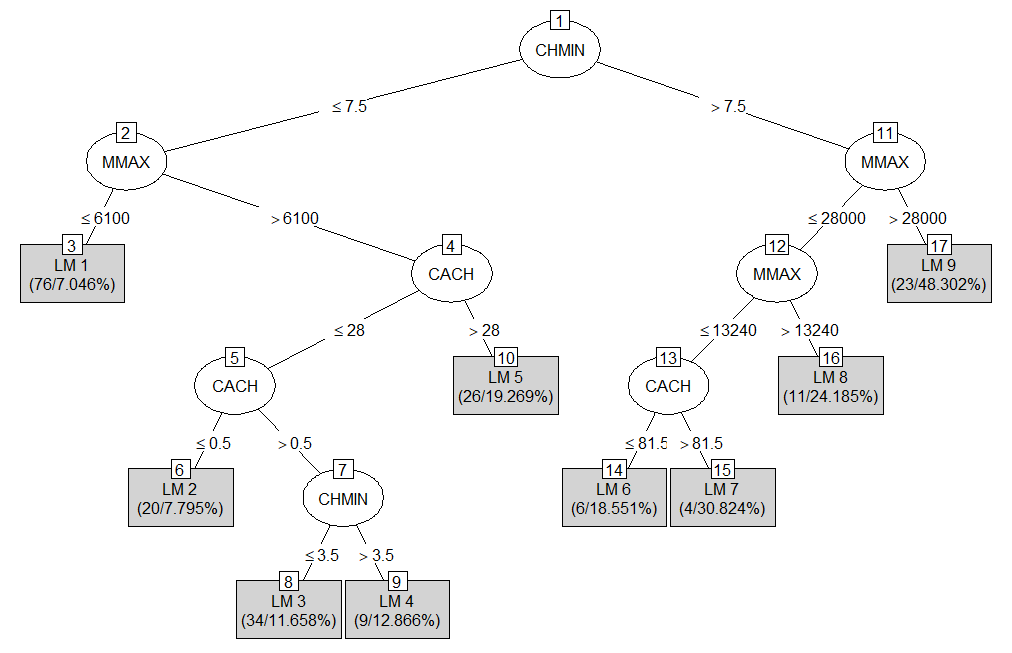 1
CHMIN
≤ 7.5
> 7.5
2
MMAX
11
MMAX
≤ 6100
> 6100
≤ 28000
> 28000
3
LM 1
(76/7.046%)
4
CACH
12
MMAX
17
LM 9
(23/48.302%)
≤ 28
> 28
≤ 13240
> 13240
5
CACH
10
LM 5
(26/19.269%)
13
CACH
16
LM 8
(11/24.185%)
≤ 0.5
> 0.5
≤ 81.5
> 81.5
6
LM 2
(20/7.795%)
7
CHMIN
14
LM 6
(6/18.551%)
15
LM 7
(4/30.824%)
≤ 3.5
> 3.5
8
LM 3
(34/11.658%)
9
LM 4
(9/12.866%)